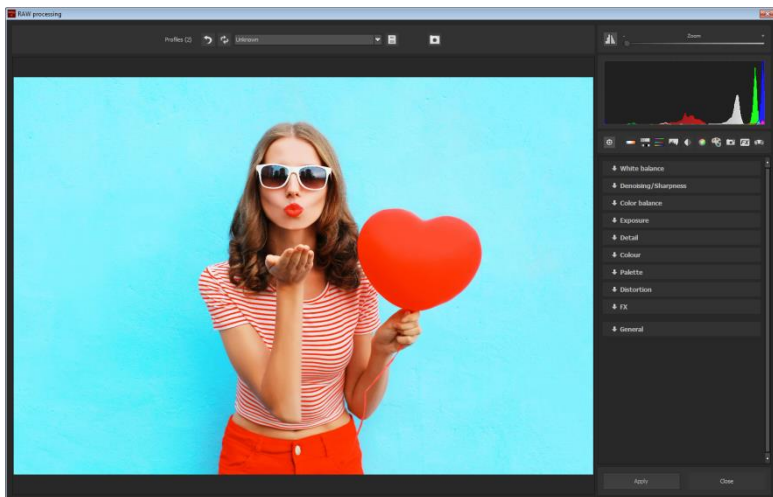 RAW processing
Profiles (2)
Unknown
Zoom
White balance
Denoising/Sharpness
Color balance
Exposure
Detail
Colour
Palette
Distortion
FX
General
Apply
Close